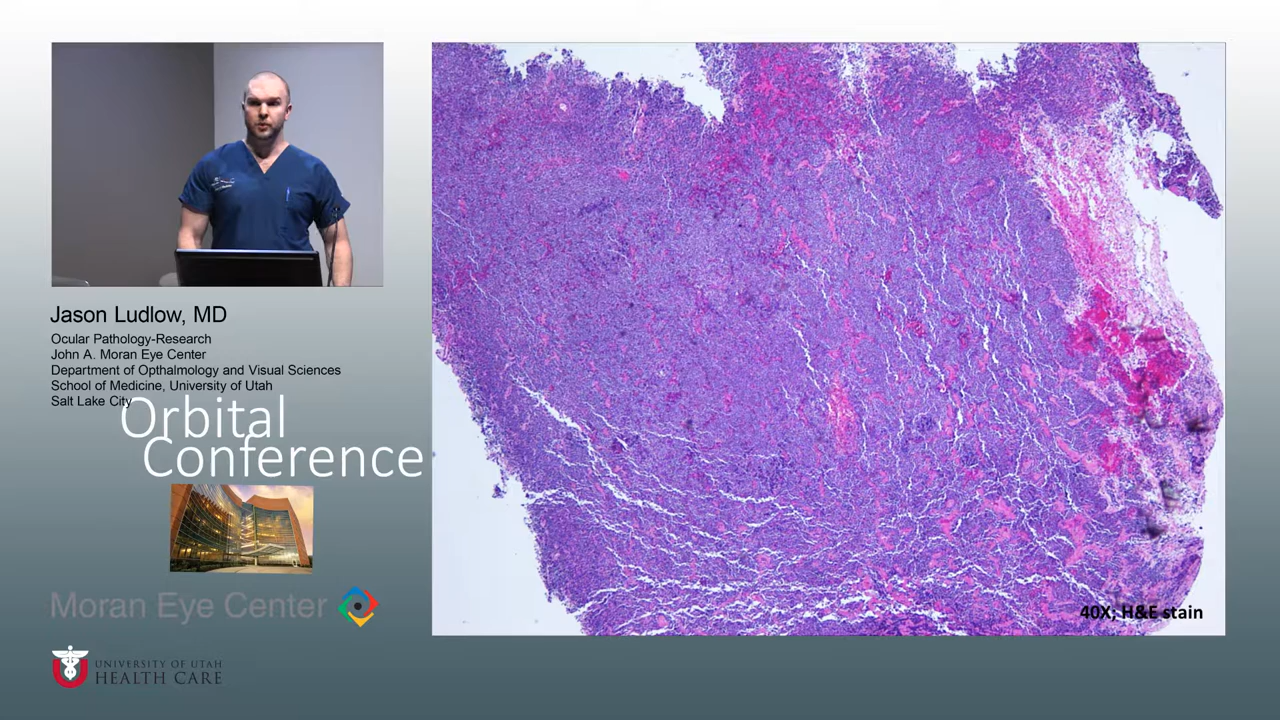 Jason Ludlow, MD
Ocular Pathology-Research
John A. Moran Eye Center
Department of Opthalmology and Visual Sciences
School of Medicine, University of Utah
Salt Lake City
Orbital
Conference
Moran Eye Center
UNIVERSITY OF UTAH
HEALTH CARE
40X; H&E stain